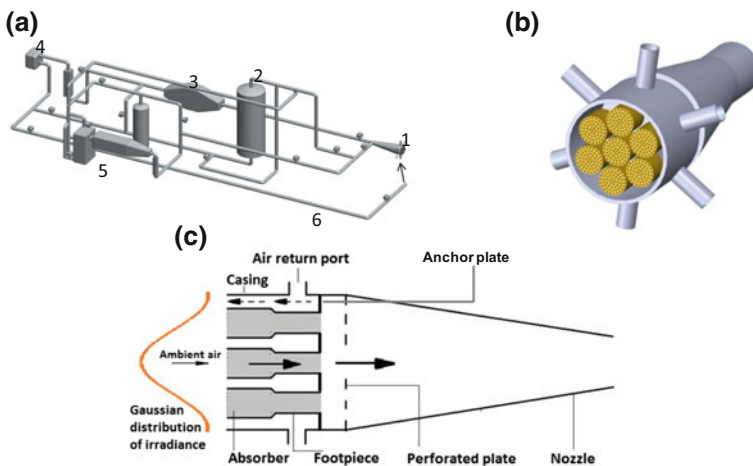 (a)
4
3
2
1
5
6
(b)
(c)
Air return port
Anchor plate
Casing
Ambient air
Gaussian
distribution
of irradiance
Absorber
Footpiece
Perforated plate
Nozzle